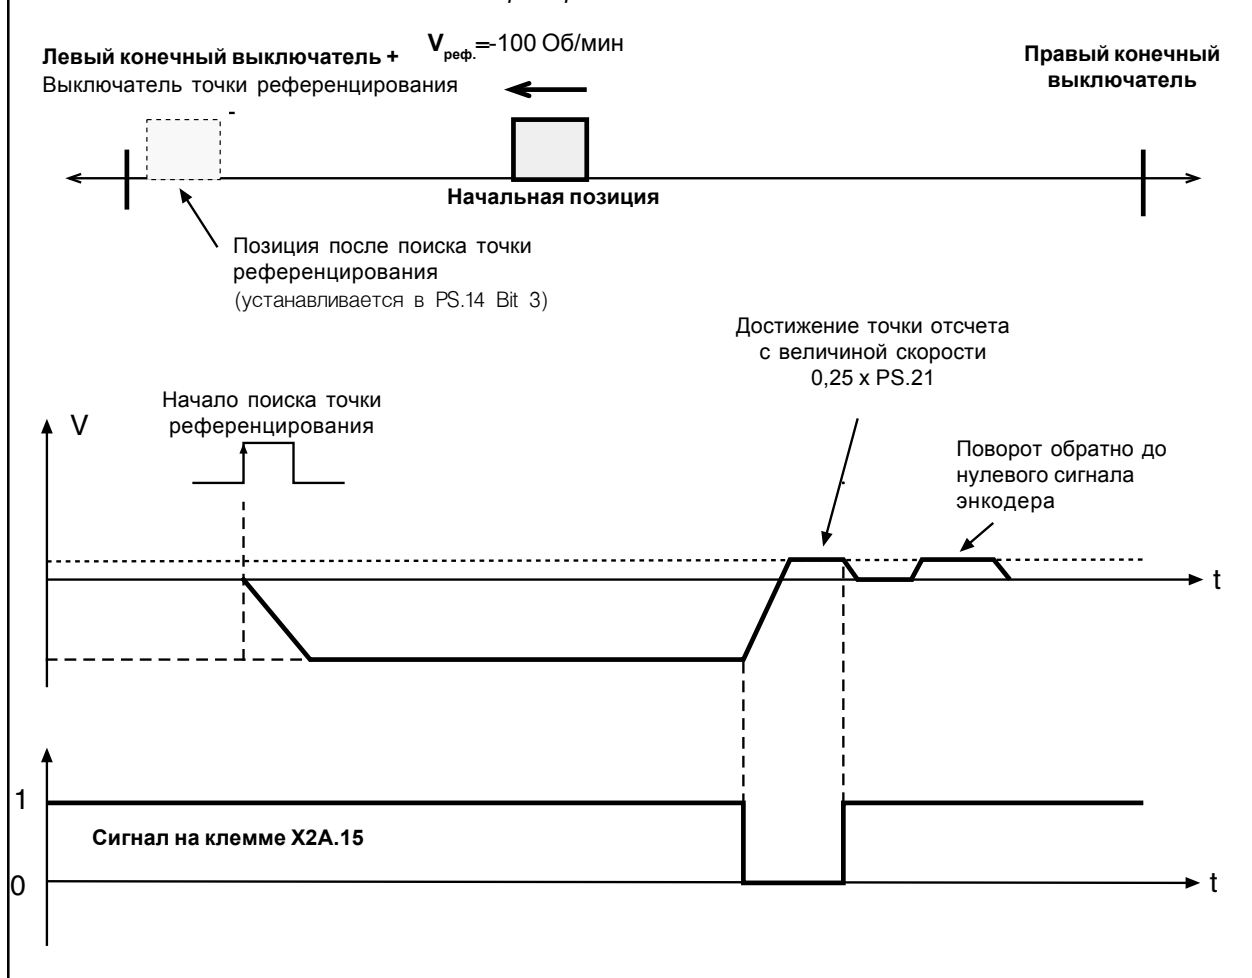 Левый конечный выключатель +
Выключатель точки референцирования
Vреф.=-100 Об/мин
Правый конечный
выключатель
Начальная позиция
Позиция после поиска точки
референцирования
(устанавливается в PS.14 Bit 3)
Достижение точки отсчета
с величиной скорости
0,25 x PS.21
Начало поиска точки
референцирования
V
Поворот обратно до
нулевого сигнала
энкодера
t
1
Сигнал на клемме X2A.15
0
t